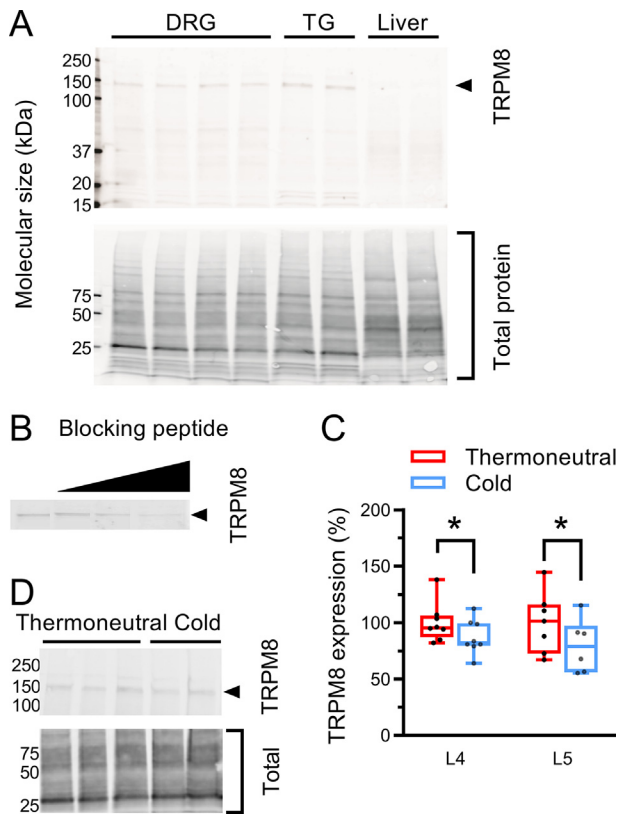 A
DRG TG Liver
Molecular size (kDa)
250
150
100
37
20
15
TRPM8
75
50
25
Total protein
B Blocking peptide
TRPM8
C
Thermoneutral
Cold
TRPM8 expression (%)
200
150
100
50
0
* *
L4 L5
D
Thermoneutral Cold
250
150
100
TRPM8
75
50
25
Total